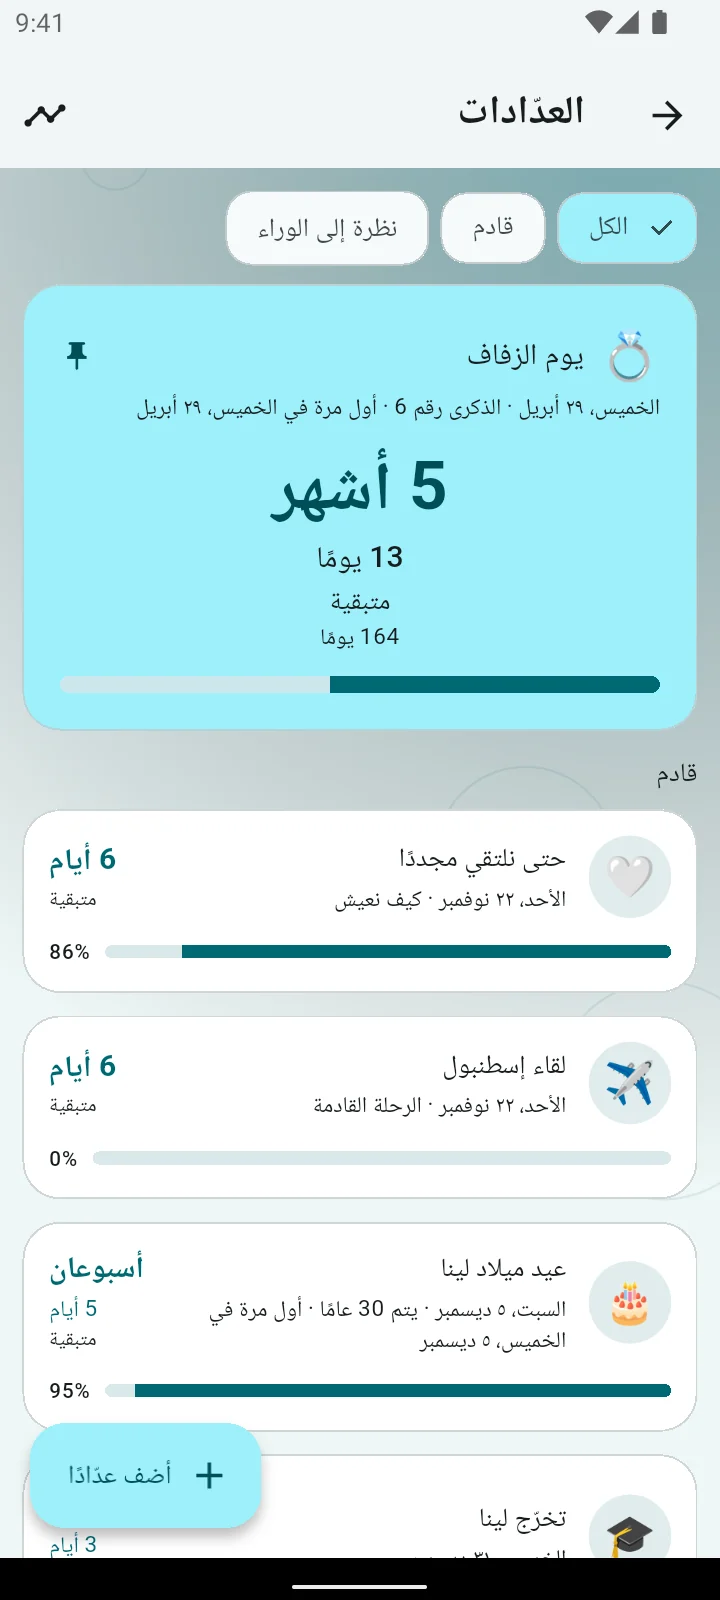 9:41
العدّادات
الكل
قادم
نظرة إلى الوراء
يوم الزفاف
الخميس، ٢٩ أبريل · الذكرى رقم 6 · أول مرة في الخميس، ٢٩ أبريل
5 أشهر
13 يومًا
متبقية
164 يومًا
قادم
حتى نلتقي مجددًا
6 أيام
الأحد، ٢٢ نوفمبر · كيف نعيش
متبقية
86%
لقاء إسطنبول
6 أيام
الأحد، ٢٢ نوفمبر · الرحلة القادمة
متبقية
0%
عيد ميلاد لينا
أسبوعان
السبت، ٥ ديسمبر · يتم 30 عامًا · أول مرة في
الخميس، ٥ ديسمبر
5 أيام
متبقية
95%
أضف عدّادًا
تخرّج لينا
3 أيام